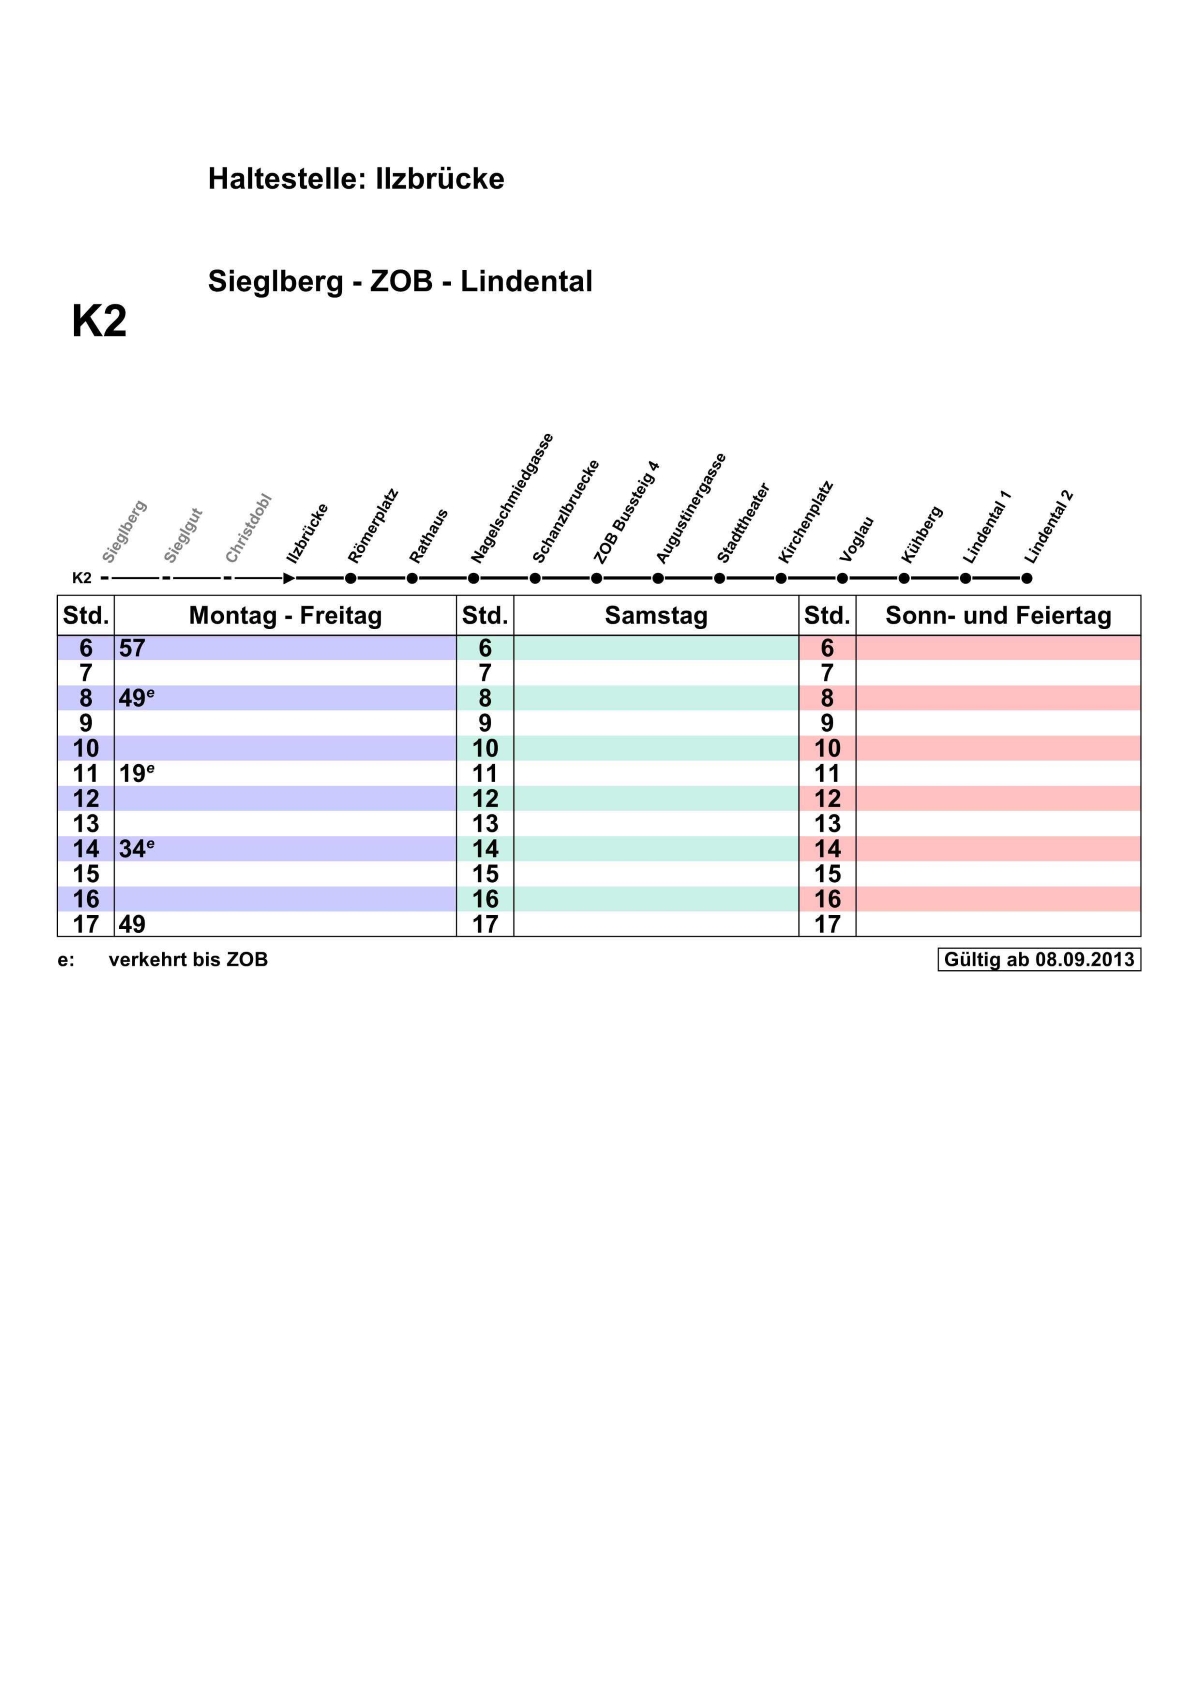 Haltestelle: Ilzbrücke
Sieglberg - ZOB - Lindental
K2
Sieglberg
Sieglgut
Christdobl
Ilzbrücke
Römerplatz
Rathaus
Nagelschmiedgasse
Schanzlbruecke
ZOB Bussteig 4
Augustinergasse
Stadttheater
Kirchenplatz
Voglau
Kühberg
Lindental 1
Lindental 2
K2
Std. Montag - Freitag Std. Samstag Std. Sonn- und Feiertag
6 57 6 6
7 7 7
8 49e 8 8
9 9 9
10 10 10
11 19e 11 11
12 12 12
13 13 13
14 34e 14 14
15 15 15
16 16 16
17 49 17 17
e: verkehrt bis ZOB Gültig ab 08.09.2013